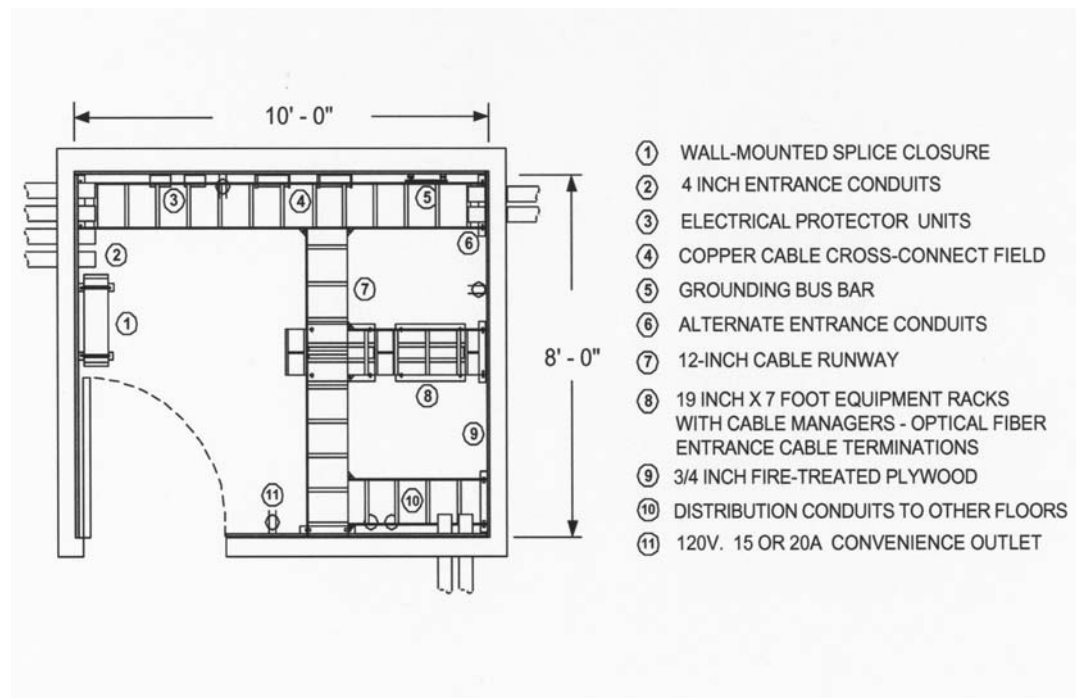 10' - 0"
8' - 0"
3
4
5
2
6
7
1
8
9
11
10
1 WALL-MOUNTED SPLICE CLOSURE
2 4 INCH ENTRANCE CONDUITS
3 ELECTRICAL PROTECTOR UNITS
4 COPPER CABLE CROSS-CONNECT FIELD
5 GROUNDING BUS BAR
6 ALTERNATE ENTRANCE CONDUITS
7 12-INCH CABLE RUNWAY
8 19 INCH X 7 FOOT EQUIPMENT RACKS
WITH CABLE MANAGERS - OPTICAL FIBER
ENTRANCE CABLE TERMINATIONS
9 3/4 INCH FIRE-TREATED PLYWOOD
10 DISTRIBUTION CONDUITS TO OTHER FLOORS
11 120V. 15 OR 20A CONVENIENCE OUTLET